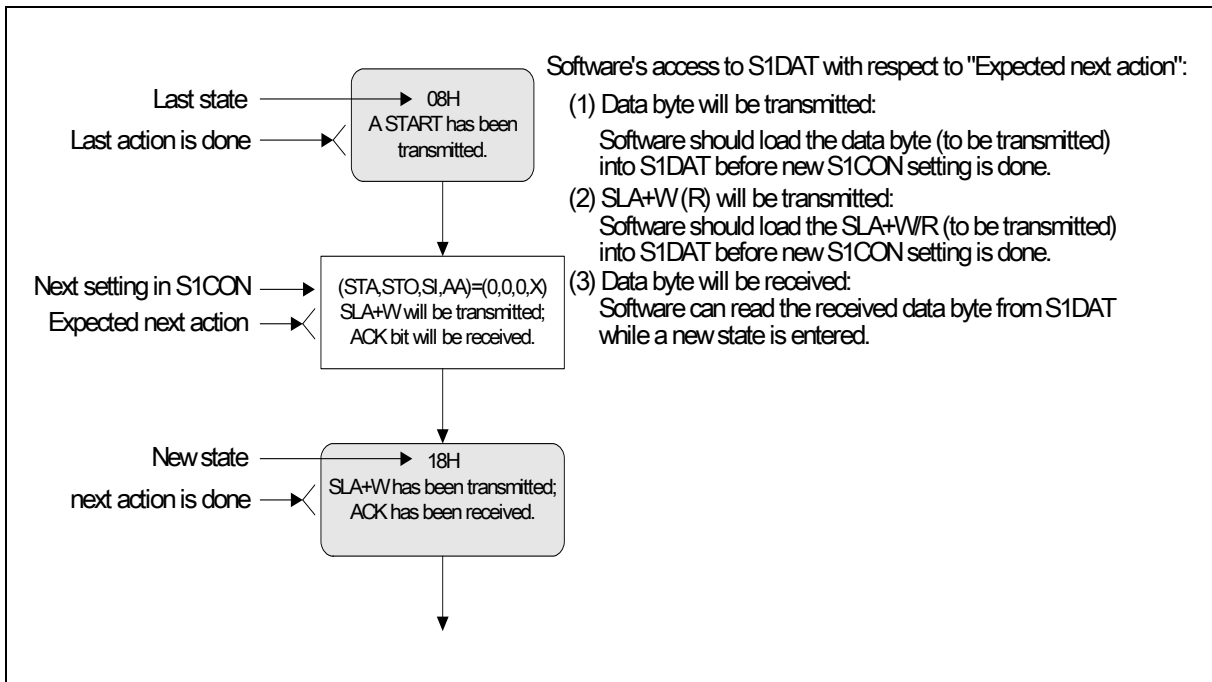 Last state
Last action is done
08H
A START has been
transmitted.
Next setting in S1CON
Expected next action
(STA,STO,SI,AA)=(0,0,0,X)
SLA+W will be transmitted;
ACK bit will be received.
New state
next action is done
18H
SLA+W has been transmitted;
ACK has been received.
Software's access to S1DAT with respect to "Expected next action":
(1) Data byte will be transmitted:
Software should load the data byte (to be transmitted)
into S1DAT before new S1CON setting is done.
(2) SLA+W (R) will be transmitted:
Software should load the SLA+W/R (to be transmitted)
into S1DAT before new S1CON setting is done.
(3) Data byte will be received:
Software can read the received data byte from S1DAT
while a new state is entered.